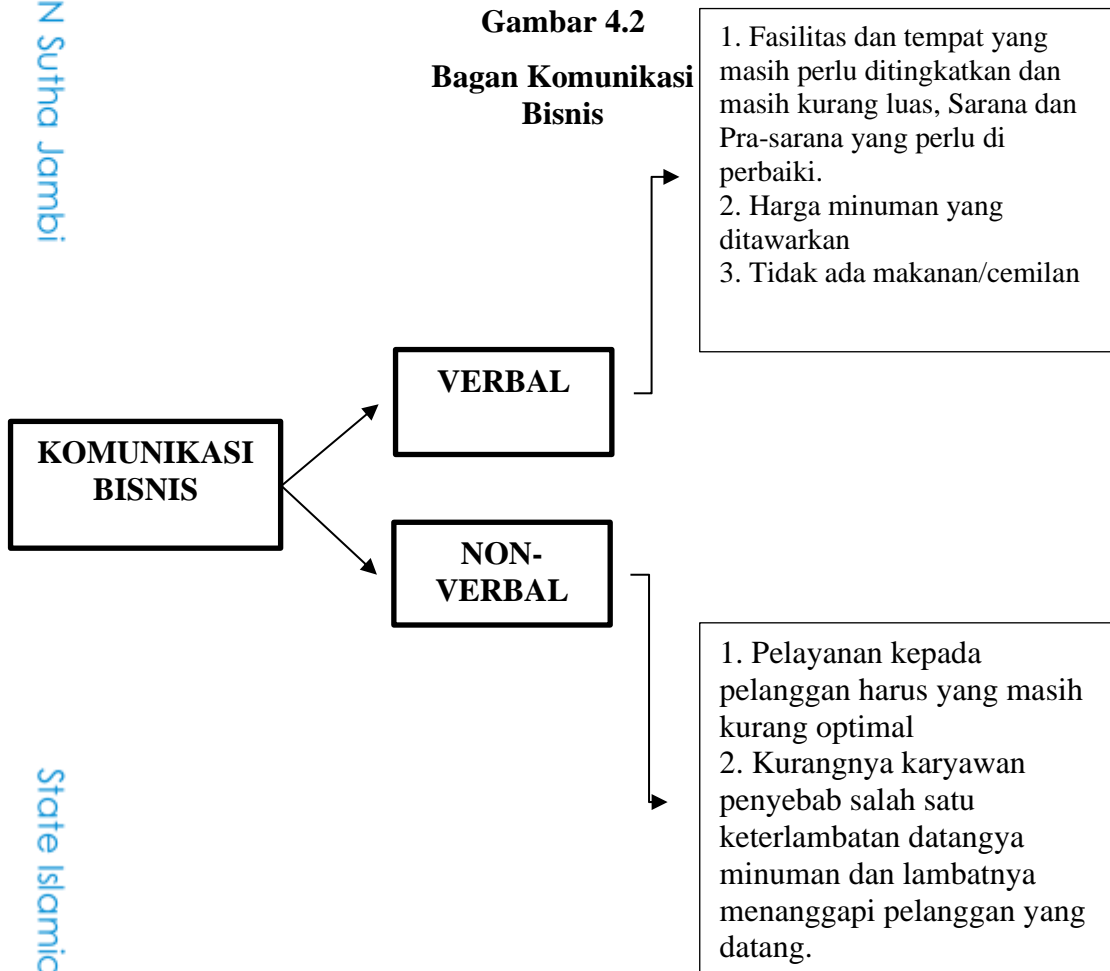 N Sutha Jambi
State Islamic
Gambar 4.2
Bagan Komunikasi
Bisnis
1. Fasilitas dan tempat yang
masih perlu ditingkatkan dan
masih kurang luas, Sarana dan
Pra-sarana yang perlu di
perbaiki.
2. Harga minuman yang
ditawarkan
3. Tidak ada makanan/cemilan
VERBAL
KOMUNIKASI
BISNIS
NON-
VERBAL
1. Pelayanan kepada
pelanggan harus yang masih
kurang optimal
2. Kurangnya karyawan
penyebab salah satu
keterlambatan datangya
minuman dan lambatnya
menanggapi pelanggan yang
datang.